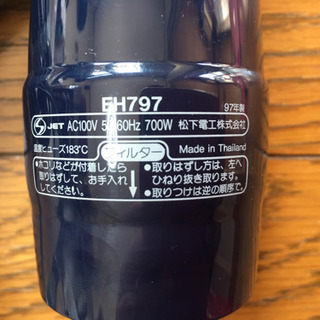 EH797
97年製
JET AC100V 50/60Hz 700W 松下電工株式会社
温度ヒューズ183℃ フィルター Made in Thailand
●ホコリなどが付着したら
取りはずして、お手入れ
してください。
●取りはずし方は、左へ
ひねり抜き取ります。
●取りつけは逆の順序で。